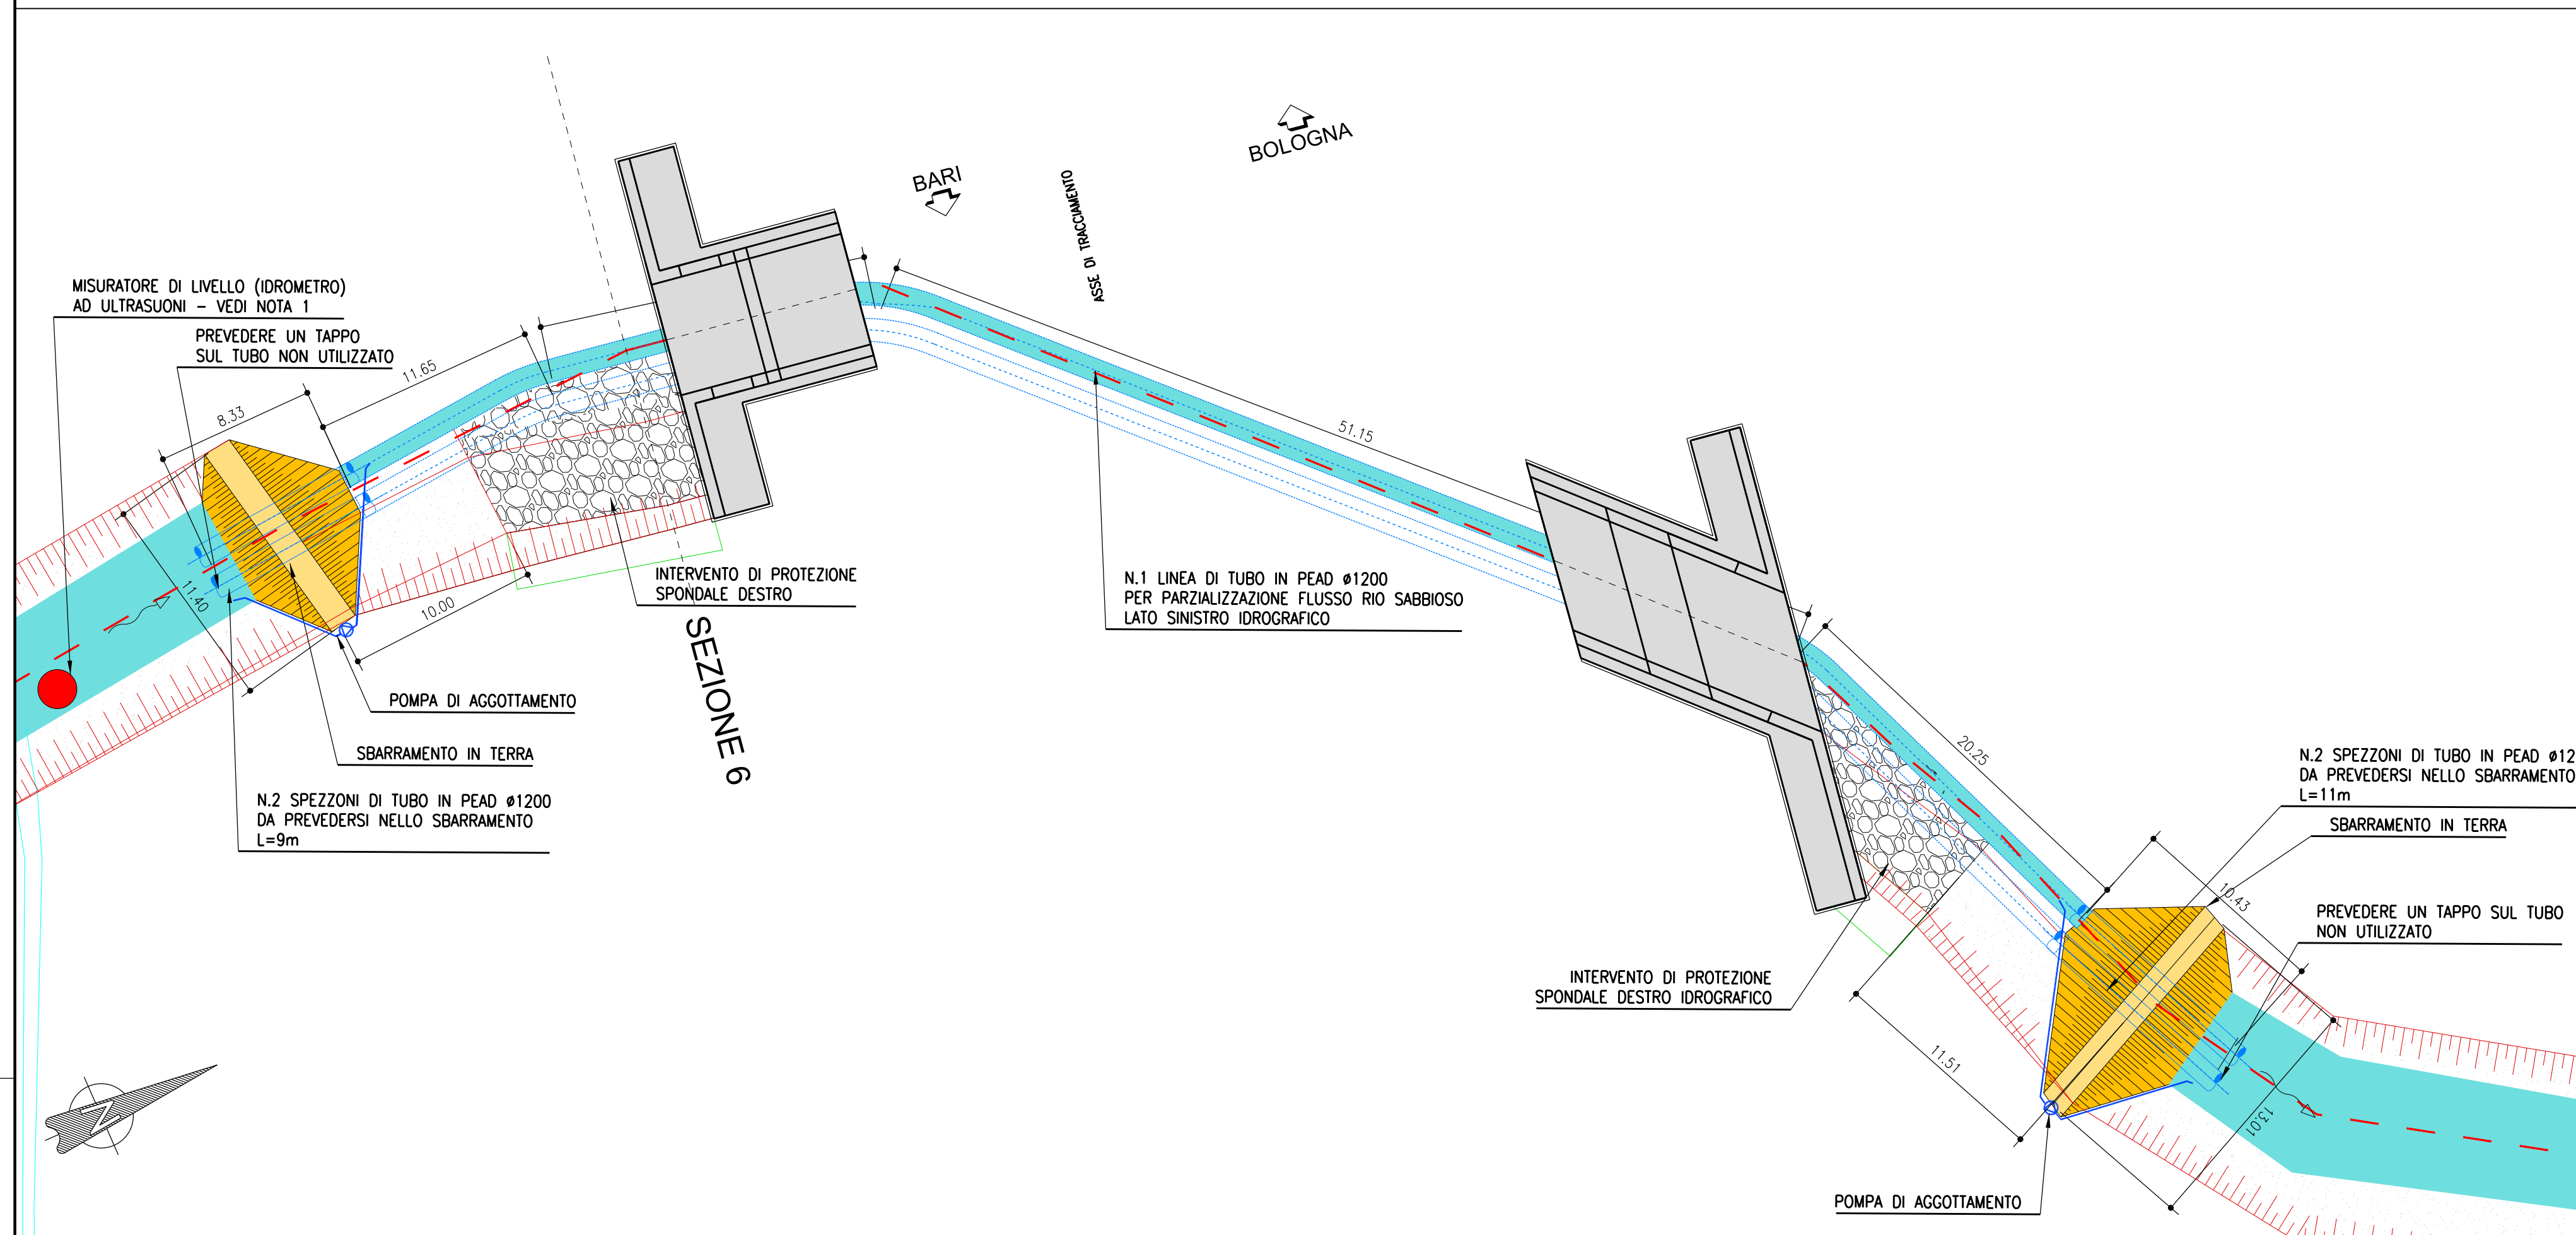 BARI
BOLOGNA
ASSE DI TRACCIAMENTO
MISURATORE DI LIVELLO (IDROMETRO)
AD ULTRASUONI – VEDI NOTA 1
PREVEDERE UN TAPPO
SUL TUBO NON UTILIZZATO
11.65
8.33
51.15
11.40
10.00
INTERVENTO DI PROTEZIONE
SPONDALE DESTRO
N.1 LINEA DI TUBO IN PEAD ø1200
PER PARZIALIZZAZIONE FLUSSO RIO SABBIOSO
LATO SINISTRO IDROGRAFICO
SEZIONE 6
POMPA DI AGGOTTAMENTO
SBARRAMENTO IN TERRA
N.2 SPEZZONI DI TUBO IN PEAD ø1200
DA PREVEDERSI NELLO SBARRAMENTO
L=9m
20.25
N.2 SPEZZONI DI TUBO IN PEAD ø12
DA PREVEDERSI NELLO SBARRAMENTO
L=11m
SBARRAMENTO IN TERRA
10.43
PREVEDERE UN TAPPO SUL TUBO
NON UTILIZZATO
INTERVENTO DI PROTEZIONE
SPONDALE DESTRO IDROGRAFICO
11.51
13.01
POMPA DI AGGOTTAMENTO
N